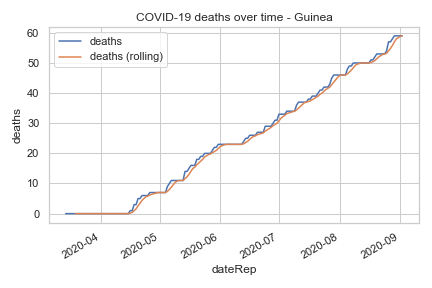 COVID-19 deaths over time - Guinea
deaths
deaths (rolling)
60
50
40
30
20
10
0
deaths
2020-04
2020-05
2020-06
2020-07
2020-08
2020-09
dateRep